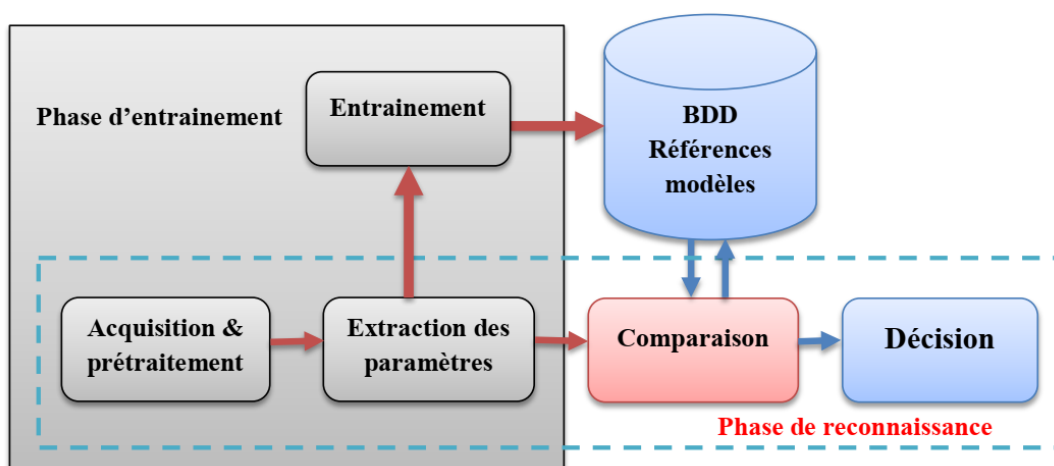 Phase d’entrainement
Entrainement
BDD
Références
modèles
Acquisition &
prétraitement
Extraction des
paramètres
Comparaison
Décision
Phase de reconnaissance